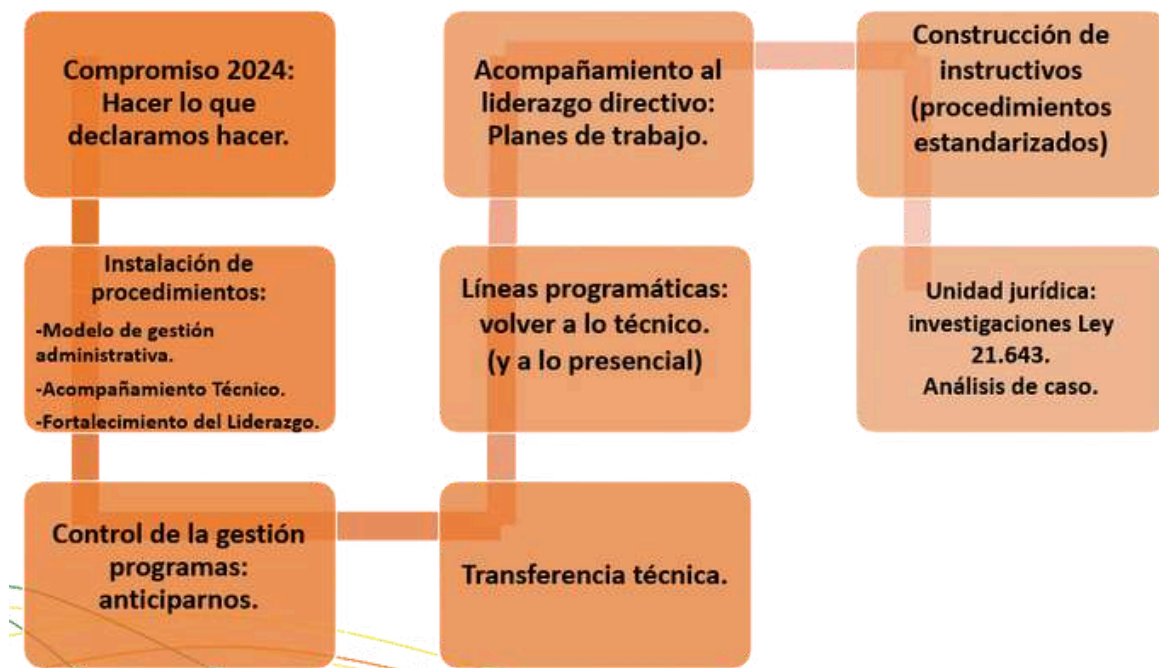 Compromiso 2024:
Hacer lo que
declaramos hacer.
Instalación de
procedimientos:
-Modelo de gestión
administrativa.
-Acompañamiento Técnico.
-Fortalecimiento del Liderazgo.
Control de la gestión
programas:
anticiparnos.
Transferencia técnica.
Líneas programáticas:
volver a lo técnico.
(y a lo presencial)
Acompañamiento al
liderazgo directivo:
Planes de trabajo.
Construcción de
instructivos
(procedimientos
estandarizados)
Unidad jurídica:
investigaciones Ley
21.643.
Análisis de caso.